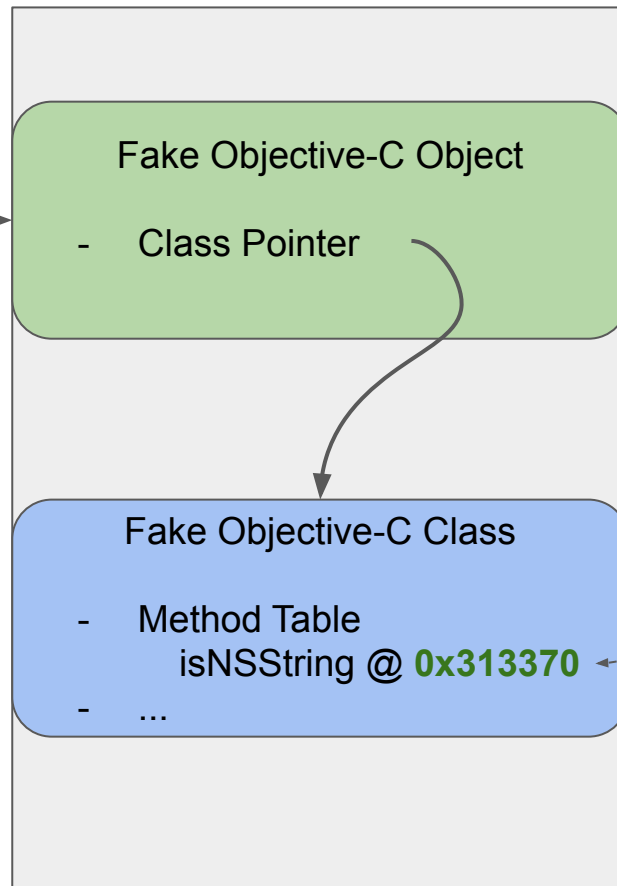 Fake Objective-C Object
- Class Pointer
Fake Objective-C Class
- Method Table
isNSString @ 0x313370
- ...